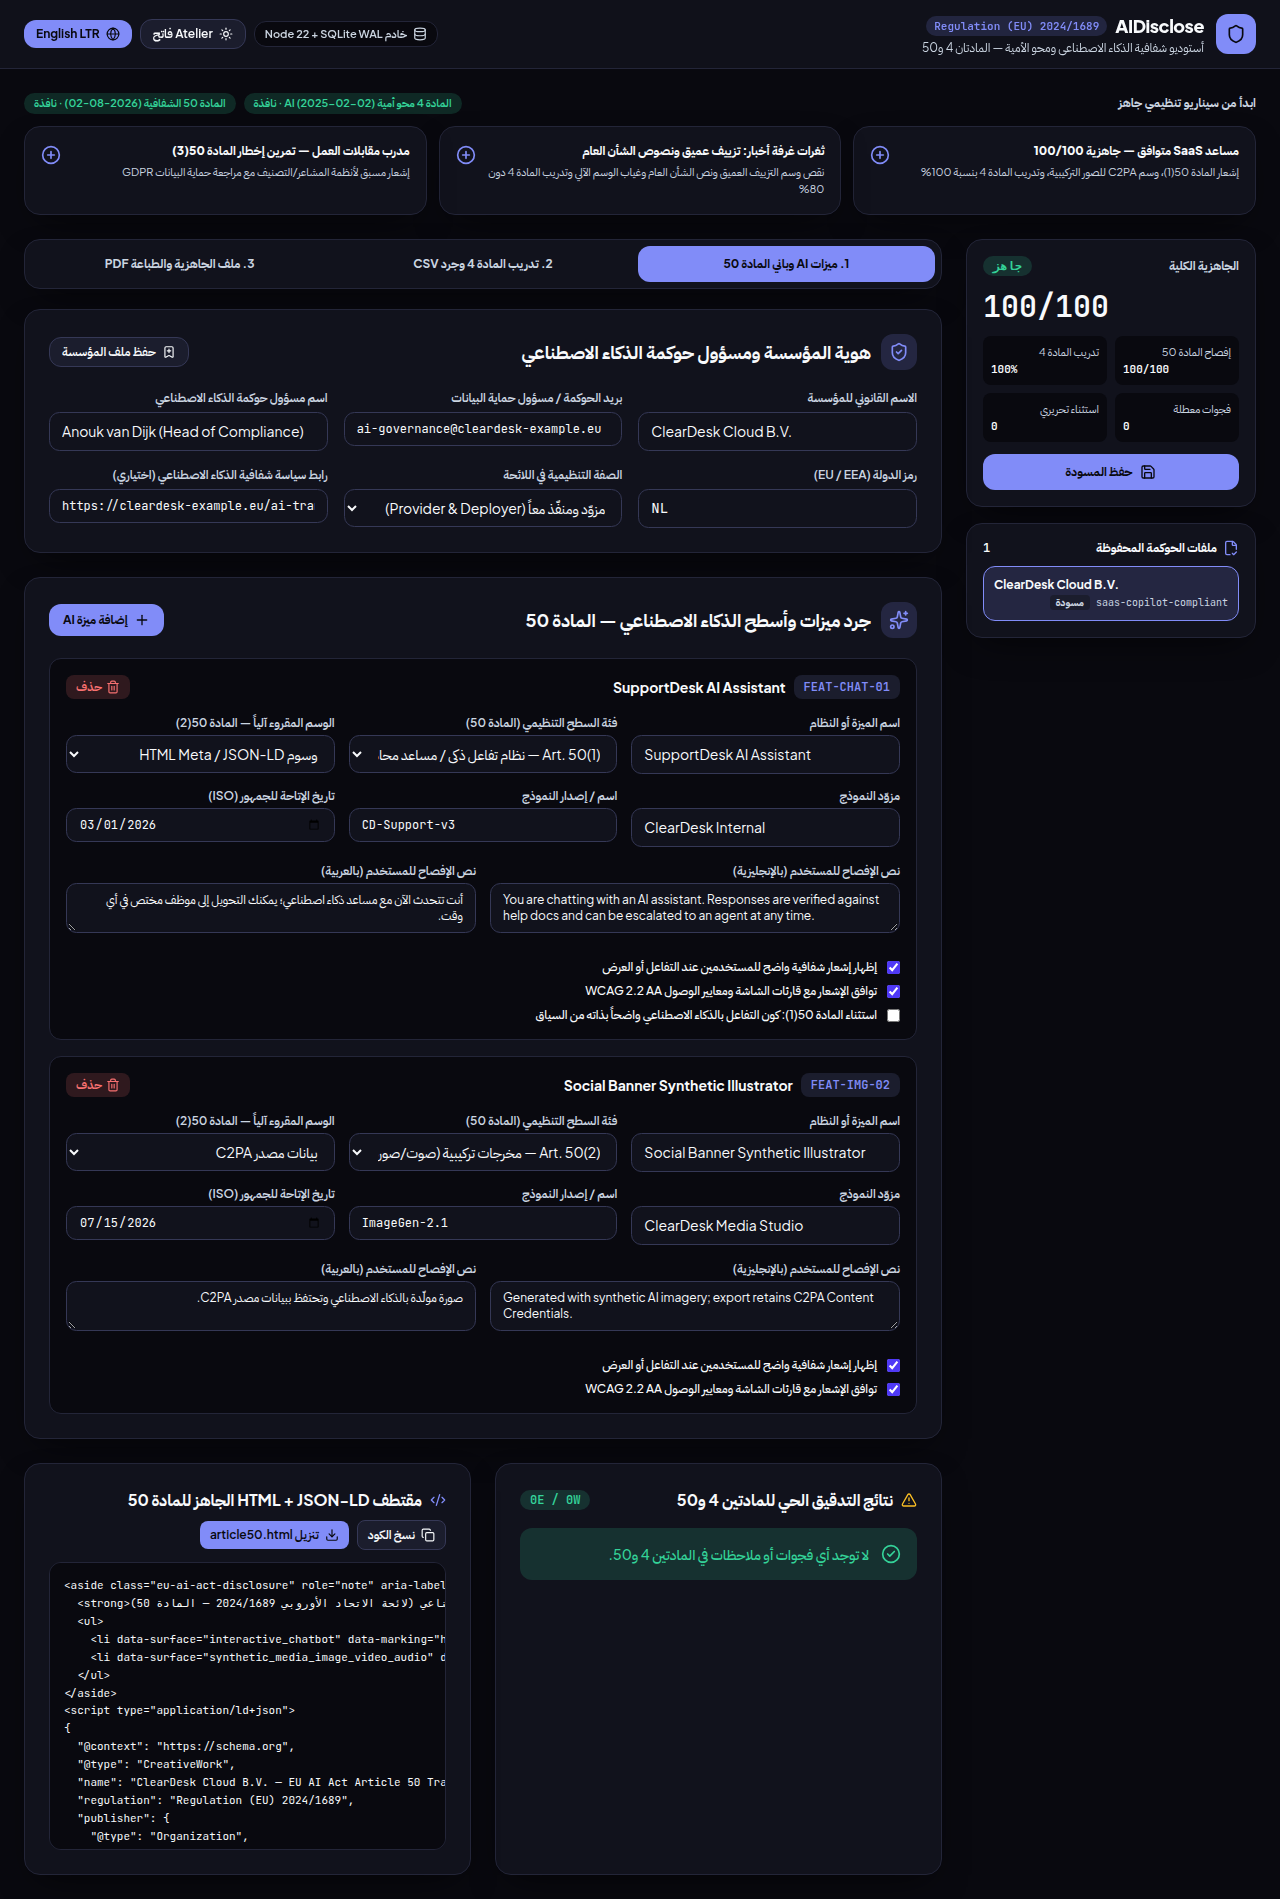 AIDisclose Regulation (EU) 2024/1689
أستوديو شفافية الذكاء الاصطناعي ومحو الأمية — المادتان 4 و50
خادم Node 22 + SQLite WAL
Atelier فاتح
English LTR
ابدأ من سيناريو تنظيمي جاهز
المادة 4 محو أمية AI (2025-02-02) · نافذة
المادة 50 الشفافية (2026-08-02) · نافذة
مساعد SaaS متوافق — جاهزية 100/100
إشعار المادة 50(1)، وسم C2PA للصور التركيبية، وتدريب المادة 4 بنسبة 100%
ثغرات غرفة أخبار: تزييف عميق ونصوص الشأن العام
نقص وسم التزييف العميق ونص الشأن العام وغياب الوسم الآلي وتدريب المادة 4 دون
80%
مدرب مقابلات العمل — تمرين إخطار المادة 50(3)
إشعار مسبق لأنظمة المشاعر/التصنيف مع مراجعة حماية البيانات GDPR
الجاهزية الكلية
جاهز
100/100
إفصاح المادة 50
100/100
تدريب المادة 4
100%
فجوات معطلة
0
استثناء تحريري
0
حفظ المسودة
ملفات الحوكمة المحفوظة
1
ClearDesk Cloud B.V.
saas-copilot-compliant مسودة
1. ميزات AI وباني المادة 50
2. تدريب المادة 4 وجرد CSV
3. ملف الجاهزية والطباعة PDF
هوية المؤسسة ومسؤول حوكمة الذكاء الاصطناعي
حفظ ملف المؤسسة
الاسم القانوني للمؤسسة
ClearDesk Cloud B.V.
بريد الحوكمة / مسؤول حماية البيانات
ai-governance@cleardesk-example.eu
اسم مسؤول حوكمة الذكاء الاصطناعي
Anouk van Dijk (Head of Compliance)
رمز الدولة (EU / EEA)
NL
الصفة التنظيمية في اللائحة
مزوّد ومنفّذ معاً (Provider & Deployer)
رابط سياسة شفافية الذكاء الاصطناعي (اختياري)
https://cleardesk-example.eu/ai-tra
جرد ميزات وأسطح الذكاء الاصطناعي — المادة 50
إضافة ميزة AI
FEAT-CHAT-01 SupportDesk AI Assistant
حذف
اسم الميزة أو النظام
SupportDesk AI Assistant
فئة السطح التنظيمي (المادة 50)
Art. 50(1) — نظام تفاعل ذكي / مساعد محا
الوسم المقروء آلياً — المادة 50(2)
وسوم HTML Meta / JSON-LD
مزوّد النموذج
ClearDesk Internal
اسم / إصدار النموذج
CD-Support-v3
تاريخ الإتاحة للجمهور (ISO)
03/01/2026
نص الإفصاح للمستخدم (بالإنجليزية)
You are chatting with an AI assistant. Responses are verified against
help docs and can be escalated to an agent at any time.
نص الإفصاح للمستخدم (بالعربية)
أنت تتحدث الآن مع مساعد ذكاء اصطناعي؛ يمكنك التحويل إلى موظف مختص في أي
وقت.
إظهار إشعار شفافية واضح للمستخدمين عند التفاعل أو العرض
توافق الإشعار مع قارئات الشاشة ومعايير الوصول WCAG 2.2 AA
استثناء المادة 50(1): كون التفاعل بالذكاء الاصطناعي واضحاً بذاته من السياق
FEAT-IMG-02 Social Banner Synthetic Illustrator
حذف
اسم الميزة أو النظام
Social Banner Synthetic Illustrator
فئة السطح التنظيمي (المادة 50)
Art. 50(2) — مخرجات تركيبية (صوت/صور
الوسم المقروء آلياً — المادة 50(2)
بيانات مصدر C2PA
مزوّد النموذج
ClearDesk Media Studio
اسم / إصدار النموذج
ImageGen-2.1
تاريخ الإتاحة للجمهور (ISO)
07/15/2026
نص الإفصاح للمستخدم (بالإنجليزية)
Generated with synthetic AI imagery; export retains C2PA Content
Credentials.
نص الإفصاح للمستخدم (بالعربية)
صورة مولّدة بالذكاء الاصطناعي وتحتفظ ببيانات مصدر C2PA.
إظهار إشعار شفافية واضح للمستخدمين عند التفاعل أو العرض
توافق الإشعار مع قارئات الشاشة ومعايير الوصول WCAG 2.2 AA
نتائج التدقيق الحي للمادتين 4 و50
0E / 0W
لا توجد أي فجوات أو ملاحظات في المادتين 4 و50.
مقتطف HTML + JSON-LD الجاهز للمادة 50
نسخ الكود
تنزيل article50.html
<aside class="eu-ai-act-disclosure" role="note" aria-label
<strong>(لائحة الاتحاد الأوروبي 2024/1689 — المادة 50)
<ul>
<li data-surface="interactive_chatbot" data-marking="h
<li data-surface="synthetic_media_image_video_audio" d
</ul>
</aside>
<script type="application/ld+json">
{
"@context": "https://schema.org",
"@type": "CreativeWork",
"name": "ClearDesk Cloud B.V. — EU AI Act Article 50 Tra
"regulation": "Regulation (EU) 2024/1689",
"publisher": {
"@type": "Organization",